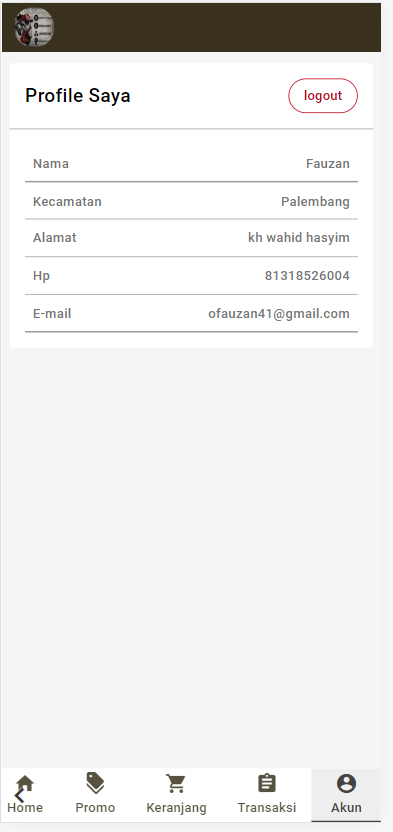 Profile Saya logout
Nama Fauzan
Kecamatan Palembang
Alamat kh wahid hasyim
Hp 81318526004
E-mail ofauzan41@gmail.com
Home Promo Keranjang Transaksi Akun